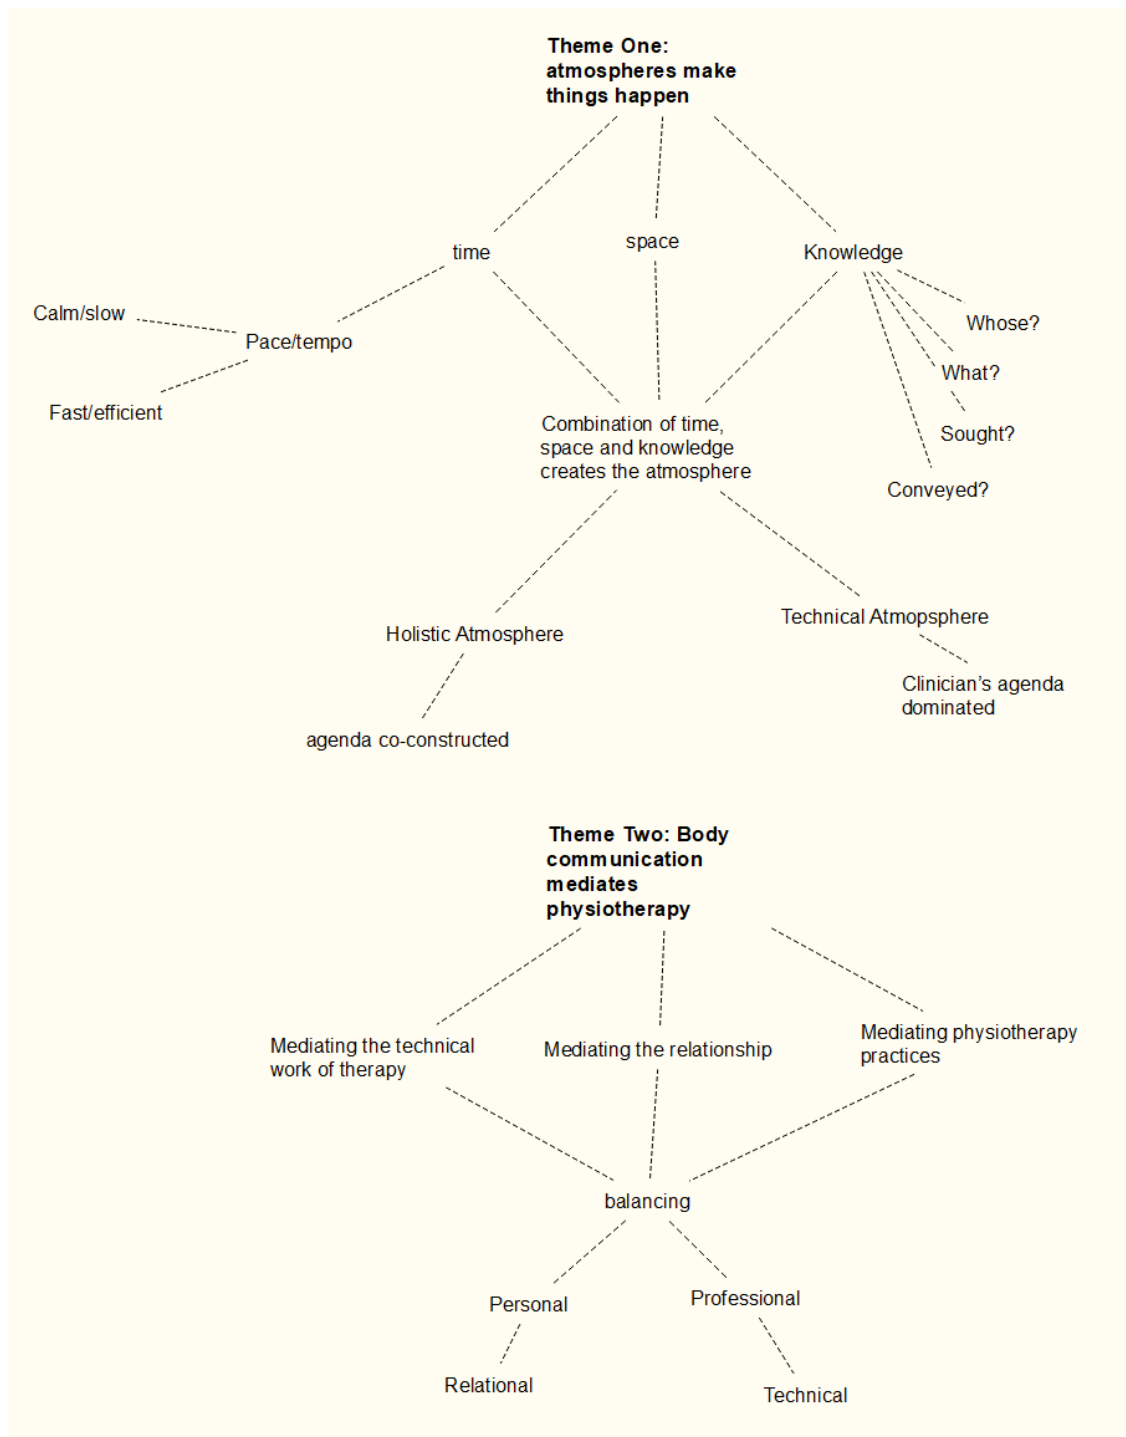 Theme One:
atmospheres make
things happen
time
space
Knowledge
Calm/slow
Pace/tempo
Fast/efficient
Whose?
What?
Sought?
Conveyed?
Combination of time,
space and knowledge
creates the atmosphere
Holistic Atmosphere
Technical Atmopsphere
agenda co-constructed
Clinician's agenda
dominated
Theme Two: Body
communication
mediates
physiotherapy
Mediating the technical
work of therapy
Mediating the relationship
Mediating physiotherapy
practices
balancing
Personal
Professional
Relational
Technical